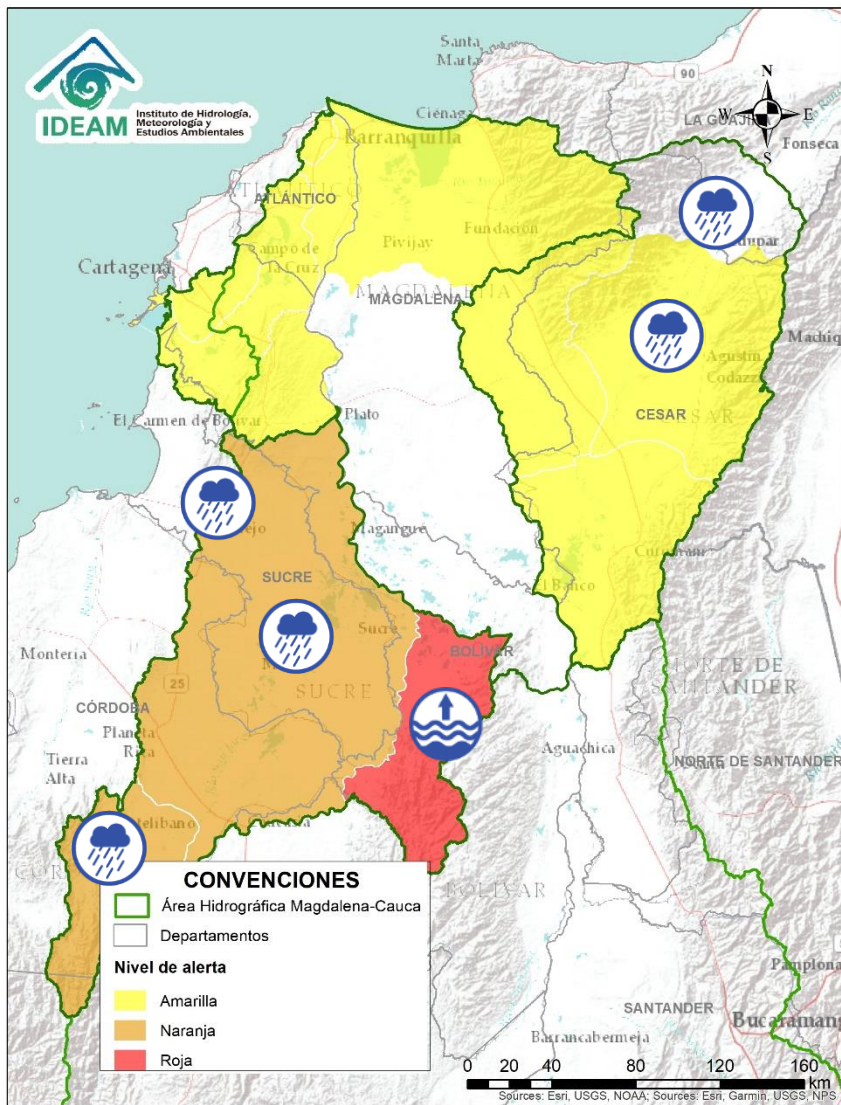 IDEAM
Instituto de Hidrología,
Meteorología y
Estudios Ambientales
Santa
Marta
90
N
W
E
S
LA GUAJIRA
Fonseca
Ciénaga
Barranquilla
ATLÁNTICO
Campo de
la Cruz
Pivijay
Fundación
Cartagena
MAGDALENA
MAGDALENA
Agustín
Codazzi
CESAR
CESAR
El Carmen de Bolívar
Plato
Magangue
SUCRE
Sucre
SUCRE
BOLÍVAR
El Banco
Monteria
25
CÓRDOBA
Planeta
Rica
Tierra
Alta
NORTE DE
SANTANDER
NORTE DE SANTANDER
Aguachica
BOLÍVAR
CONVENCIONES
Área Hidrográfica Magdalena-Cauca
Departamentos
Nivel de alerta
Amarilla
Naranja
Roja
Pamplona
SANTANDER
Bucaramang
Barrancabermeja
0 20 40 80 120 160
km
Sources: Esri, USGS, NOAA; Sources: Esri, Garmin, USGS, NPS